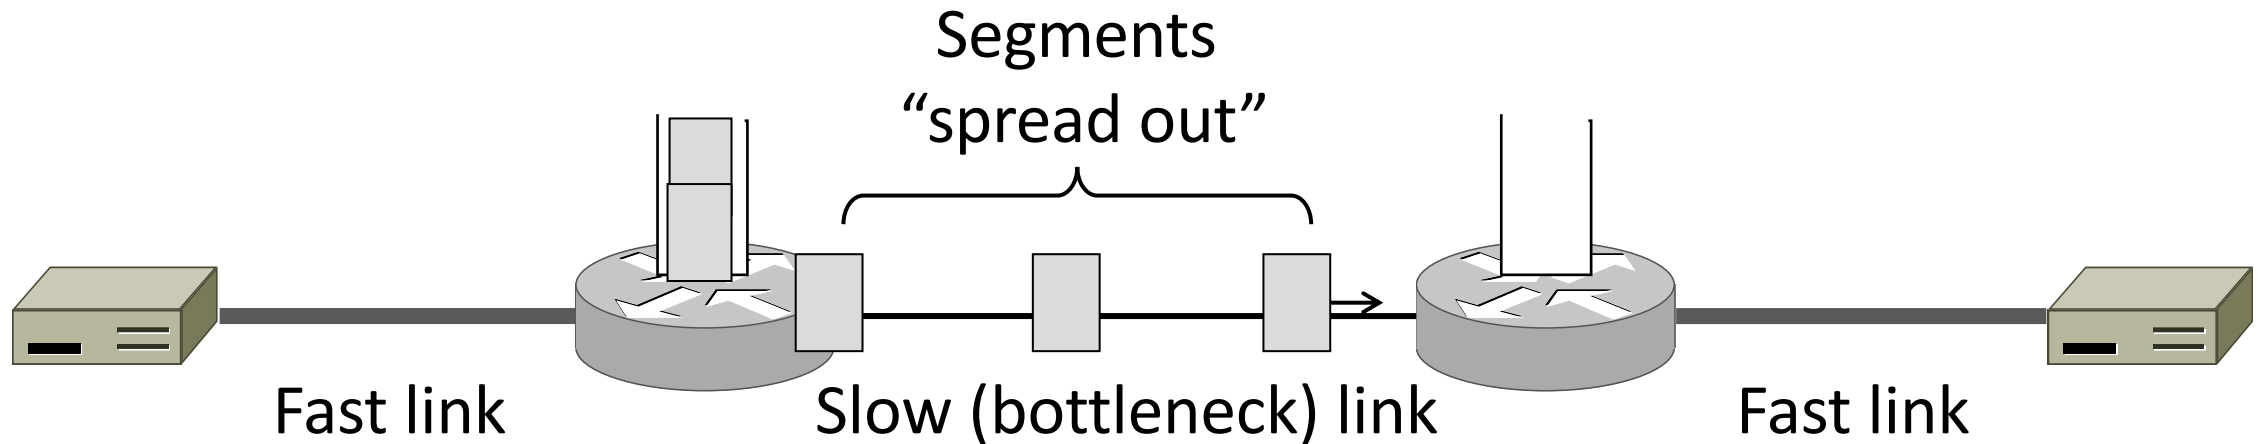 Segments
“spread out”
Fast link
Slow (bottleneck) link
Fast link